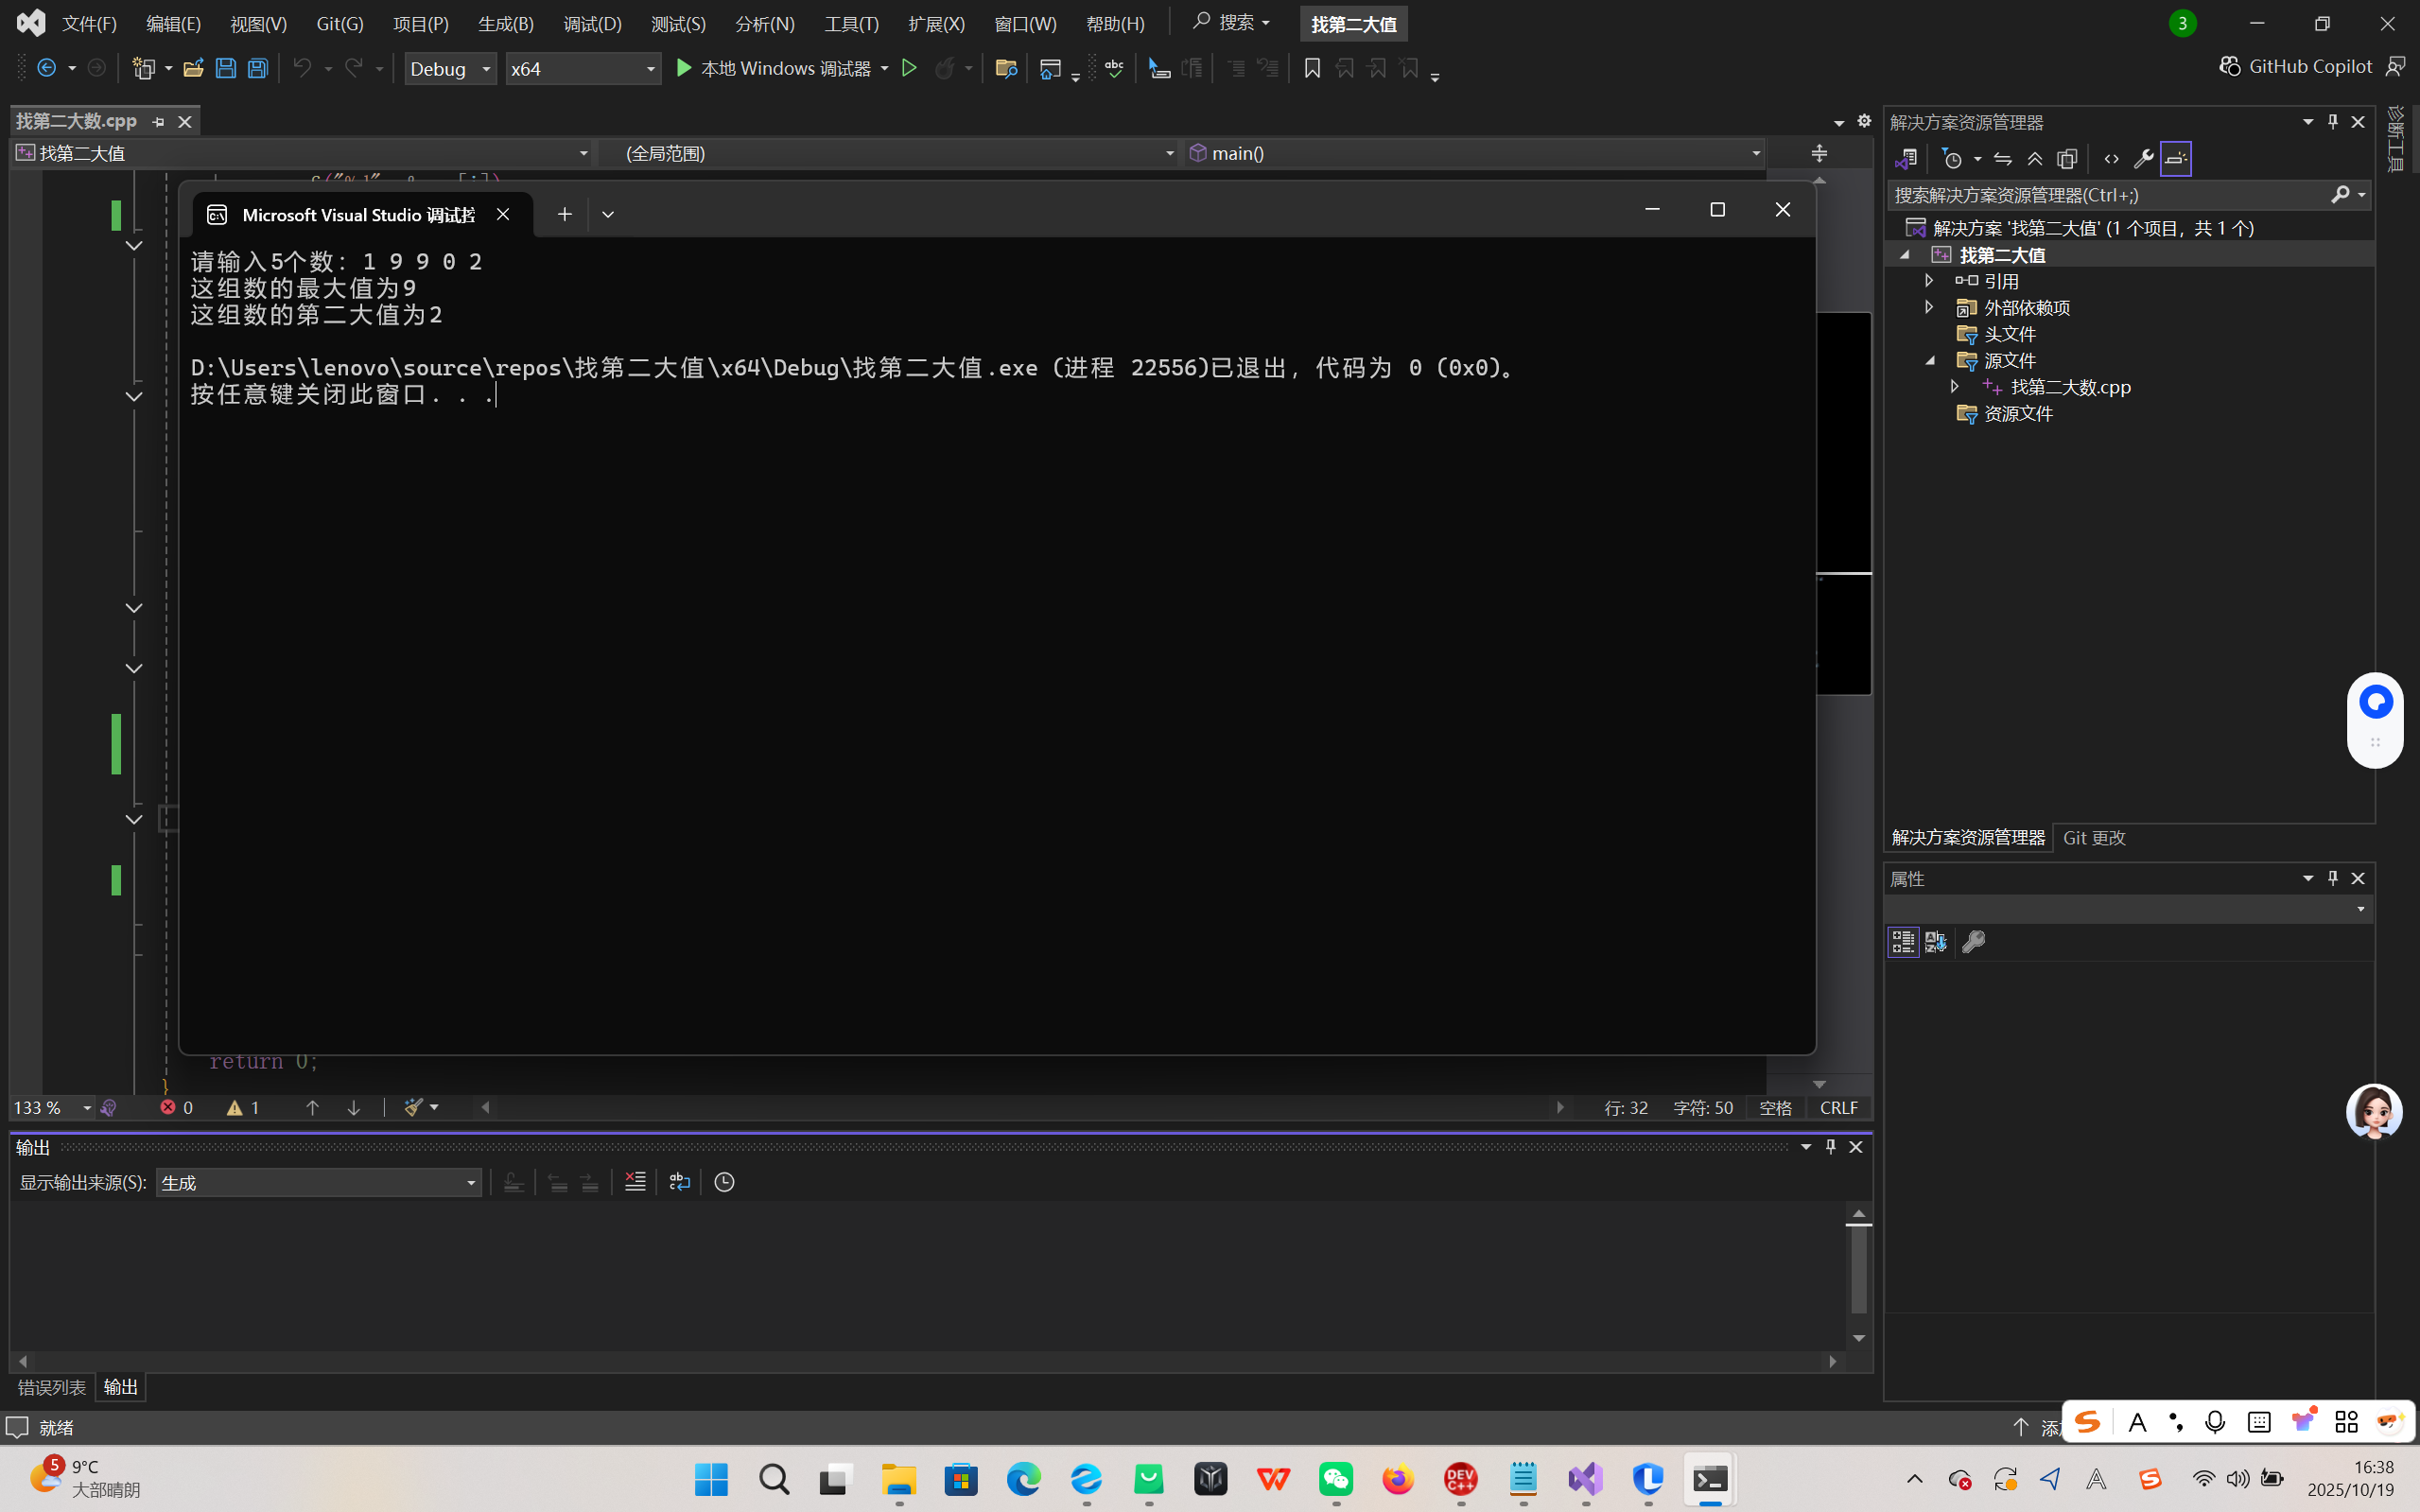 文件(F) 编辑(E) 视图(V) Git(G) 项目(P) 生成(B) 调试(D) 测试(S) 分析(N) 工具(T) 扩展(X) 窗口(W) 帮助(H) 搜索 找第二大值 3
Debug x64 本地 Windows 调试器 GitHub Copilot
找第二大数.cpp
找第二大值 (全局范围) main()
Microsoft Visual Studio 调试控
请输入5个数: 1 9 9 0 2
这组数的最大值为9
这组数的第二大值为2
D:\Users\lenovo\source\repos\找第二大值\x64\Debug\找第二大值.exe (进程 22556)已退出，代码为 0 (0x0)。
按任意键关闭此窗口. . .
return 0;
}
133 % 0 1 行: 32 字符: 50 空格 CRLF
输出
显示输出来源(S): 生成
错误列表 输出
就绪
解决方案资源管理器
搜索解决方案资源管理器(Ctrl+;)
解决方案 '找第二大值' (1 个项目，共 1 个)
找第二大值
引用
外部依赖项
头文件
源文件
找第二大数.cpp
资源文件
解决方案资源管理器 Git 更改
属性
诊断工具
5 9°C
大部晴朗
16:38
2025/10/19